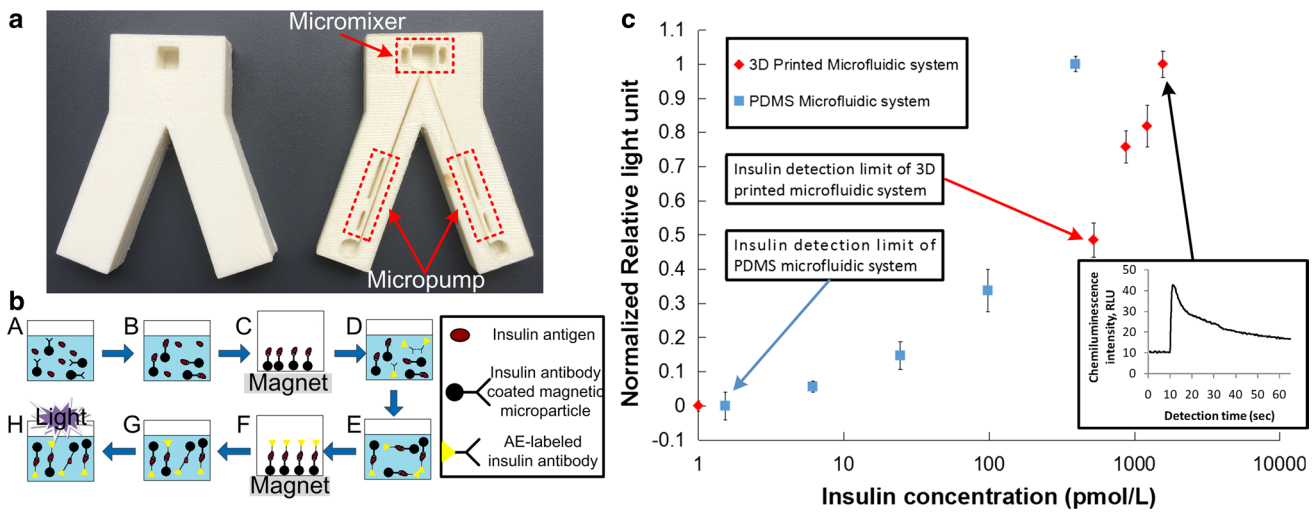 a
Micromixer
Micropump
b
A
B
C
D
Magnet
Light
H
G
F
E
Magnet
Insulin antigen
Insulin antibody
coated magnetic
microparticle
AE-labeled
insulin antibody
c
Normalized Relative light unit
1.1
1
0.9
0.8
0.7
0.6
0.5
0.4
0.3
0.2
0.1
0
-0.1
3D Printed Microfluidic system
PDMS Microfluidic system
Insulin detection limit of 3D
printed microfluidic system
Insulin detection limit of
PDMS microfluidic system
Chemiluminescence
intensity, RLU
50
40
30
20
10
0
0 10 20 30 40 50 60
Detection time (sec)
1 10 100 1000 10000
Insulin concentration (pmol/L)